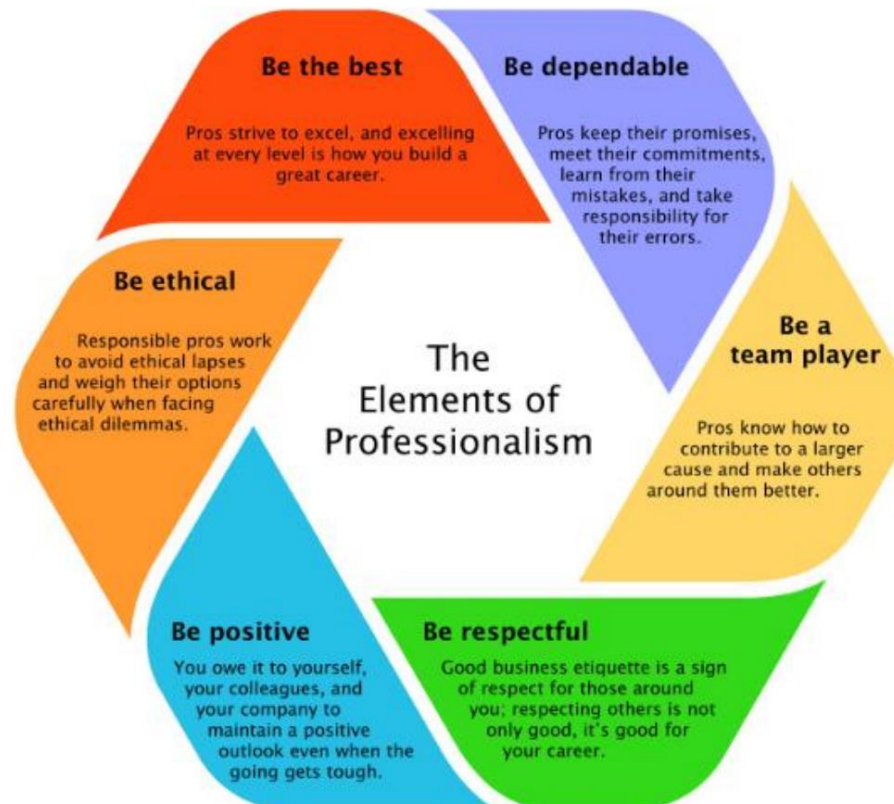 Be the best
Pros strive to excel, and excelling
at every level is how you build a
great career.
Be dependable
Pros keep their promises,
meet their commitments,
learn from their
mistakes, and take
responsibility for
their errors.
Be a
team player
Pros know how to
contribute to a larger
cause and make others
around them better.
Be respectful
Good business etiquette is a sign
of respect for those around
you; respecting others is not
only good, it's good for
your career.
Be positive
You owe it to yourself,
your colleagues, and
your company to
maintain a positive
outlook even when the
going gets tough.
Be ethical
Responsible pros work
to avoid ethical lapses
and weigh their options
carefully when facing
ethical dilemmas.
The
Elements of
Professionalism